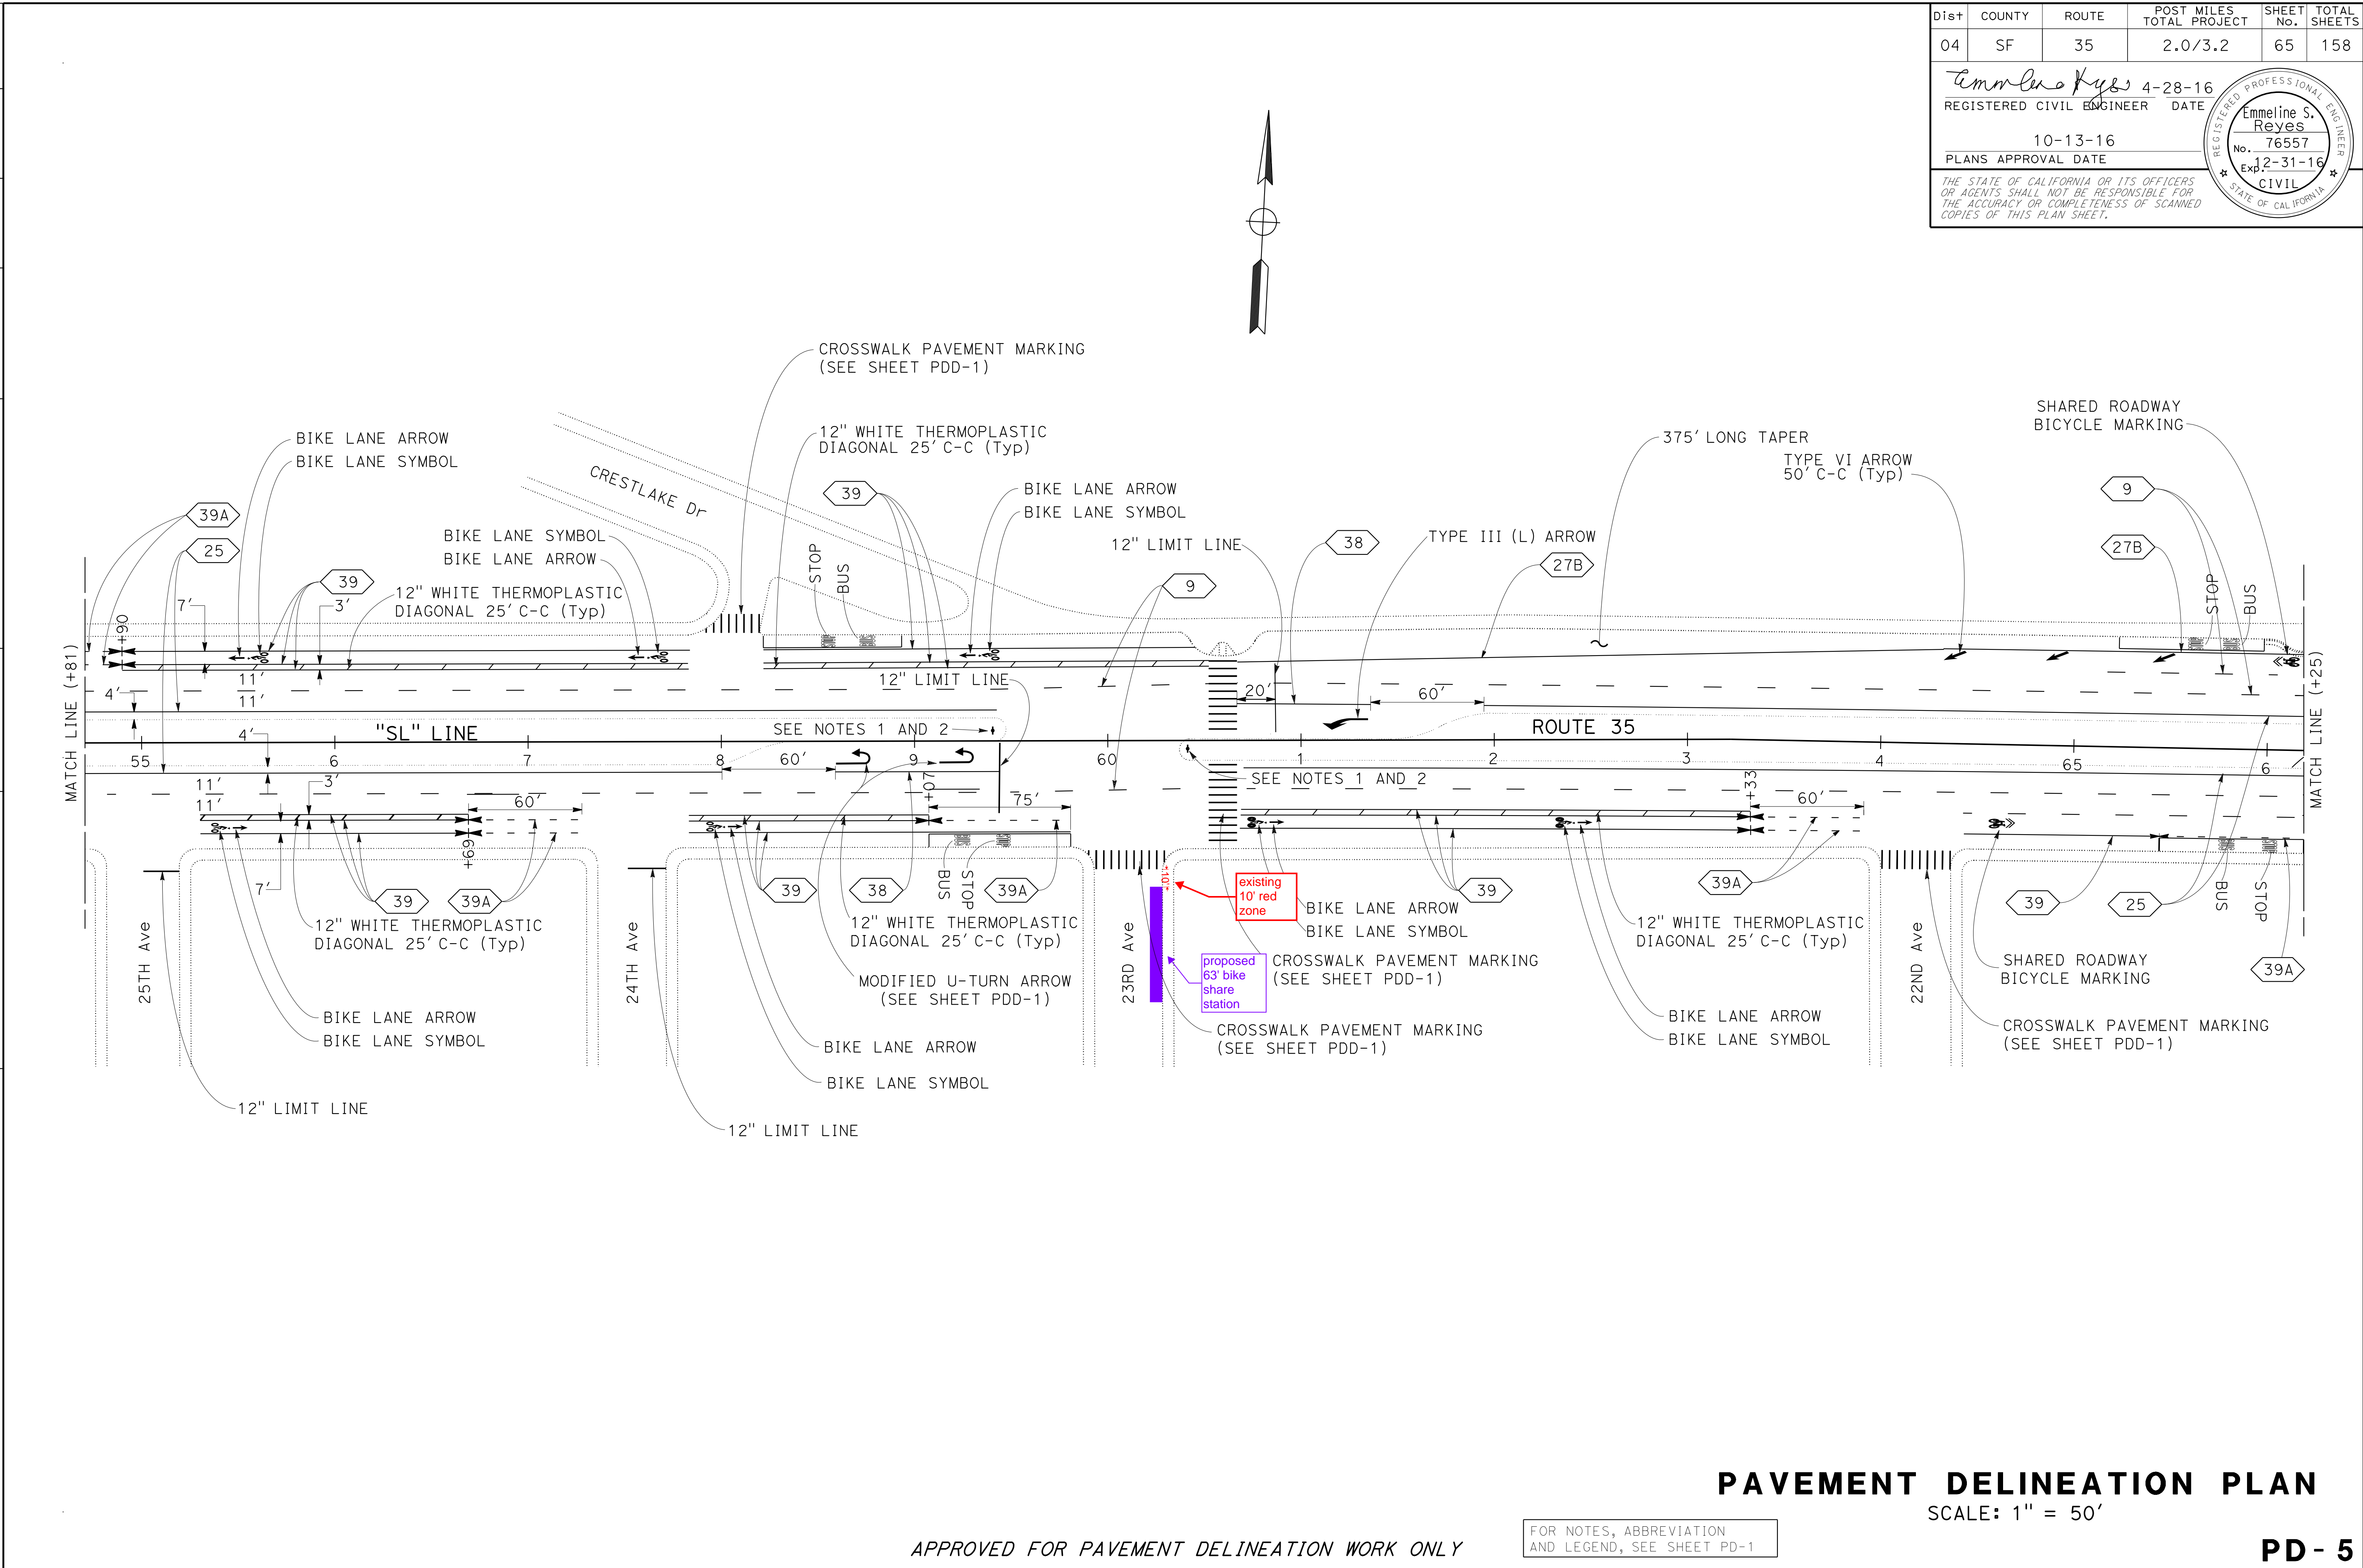 Dist COUNTY ROUTE POST MILES TOTAL PROJECT SHEET No. TOTAL SHEETS
04 SF 35 2.0/3.2 65 158
4-28-16
REGISTERED CIVIL ENGINEER DATE
10-13-16
PLANS APPROVAL DATE
REGISTERED PROFESSIONAL ENGINEER
Emmeline S.
Reyes
No. 76557
Exp. 12-31-16
CIVIL
STATE OF CALIFORNIA
THE STATE OF CALIFORNIA OR ITS OFFICERS
OR AGENTS SHALL NOT BE RESPONSIBLE FOR
THE ACCURACY OR COMPLETENESS OF SCANNED
COPIES OF THIS PLAN SHEET.
CROSSWALK PAVEMENT MARKING
(SEE SHEET PDD-1)
BIKE LANE ARROW
BIKE LANE SYMBOL
CRESTLAKE Dr
12" WHITE THERMOPLASTIC
DIAGONAL 25' C-C (Typ)
39
BIKE LANE ARROW
BIKE LANE SYMBOL
375' LONG TAPER
SHARED ROADWAY
BICYCLE MARKING
TYPE VI ARROW
50' C-C (Typ)
9
27B
39A
25
BIKE LANE SYMBOL
BIKE LANE ARROW
39
12" WHITE THERMOPLASTIC
DIAGONAL 25' C-C (Typ)
STOP
BUS
12" LIMIT LINE
38
TYPE III (L) ARROW
27B
9
STOP
BUS
7'
3'
+90
MATCH LINE (+81)
4'
11'
11'
12" LIMIT LINE
20'
60'
"SL" LINE
SEE NOTES 1 AND 2
ROUTE 35
MATCH LINE (+25)
4'
55 6 7 8 9 60 1 2 3 4 65 6
60'
SEE NOTES 1 AND 2
11'
11'
3'
60'
+07
75'
+33
60'
+69
7'
39
39A
39
38
BUS
STOP
39A
"10'"
existing
10' red
zone
39
39A
39
25
BUS
STOP
39A
12" WHITE THERMOPLASTIC
DIAGONAL 25' C-C (Typ)
12" WHITE THERMOPLASTIC
DIAGONAL 25' C-C (Typ)
BIKE LANE ARROW
BIKE LANE SYMBOL
12" WHITE THERMOPLASTIC
DIAGONAL 25' C-C (Typ)
25TH Ave
24TH Ave
23RD Ave
22ND Ave
proposed
63' bike
share
station
CROSSWALK PAVEMENT MARKING
(SEE SHEET PDD-1)
MODIFIED U-TURN ARROW
(SEE SHEET PDD-1)
SHARED ROADWAY
BICYCLE MARKING
BIKE LANE ARROW
BIKE LANE SYMBOL
BIKE LANE ARROW
BIKE LANE SYMBOL
CROSSWALK PAVEMENT MARKING
(SEE SHEET PDD-1)
BIKE LANE ARROW
BIKE LANE SYMBOL
CROSSWALK PAVEMENT MARKING
(SEE SHEET PDD-1)
12" LIMIT LINE
12" LIMIT LINE
PAVEMENT DELINEATION PLAN
SCALE: 1" = 50'
APPROVED FOR PAVEMENT DELINEATION WORK ONLY
FOR NOTES, ABBREVIATION
AND LEGEND, SEE SHEET PD-1
PD-5